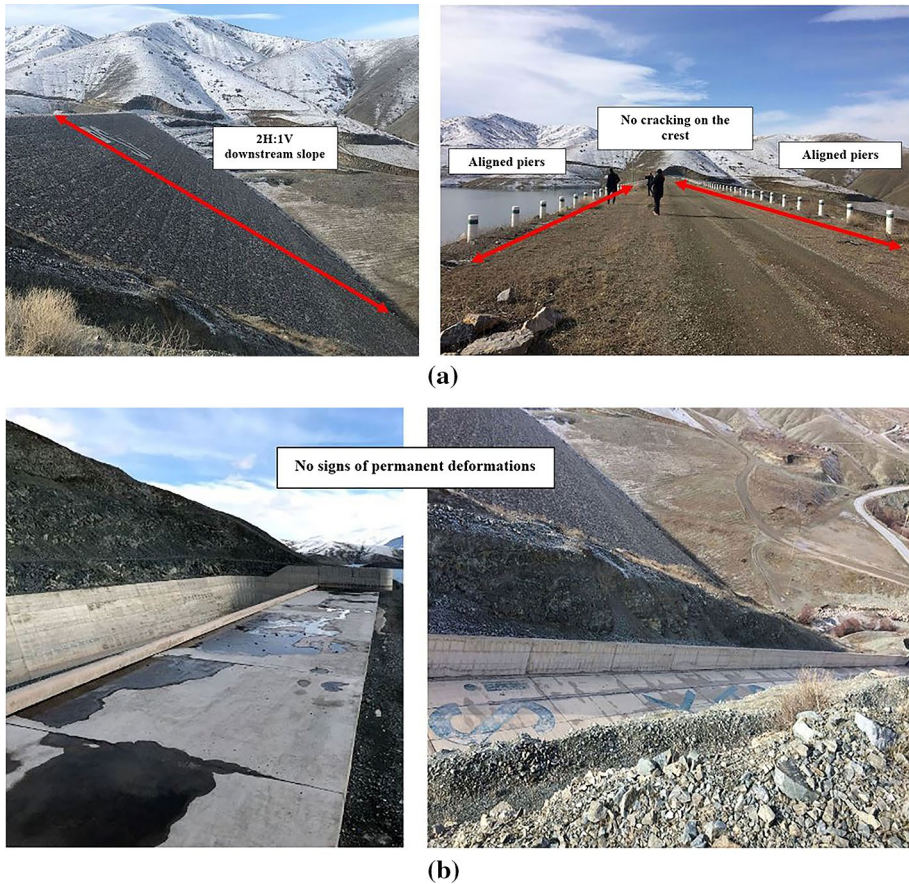 2H:1V
downstream slope
No cracking on the
crest
Aligned piers
Aligned piers
(a)
No signs of permanent deformations
(b)